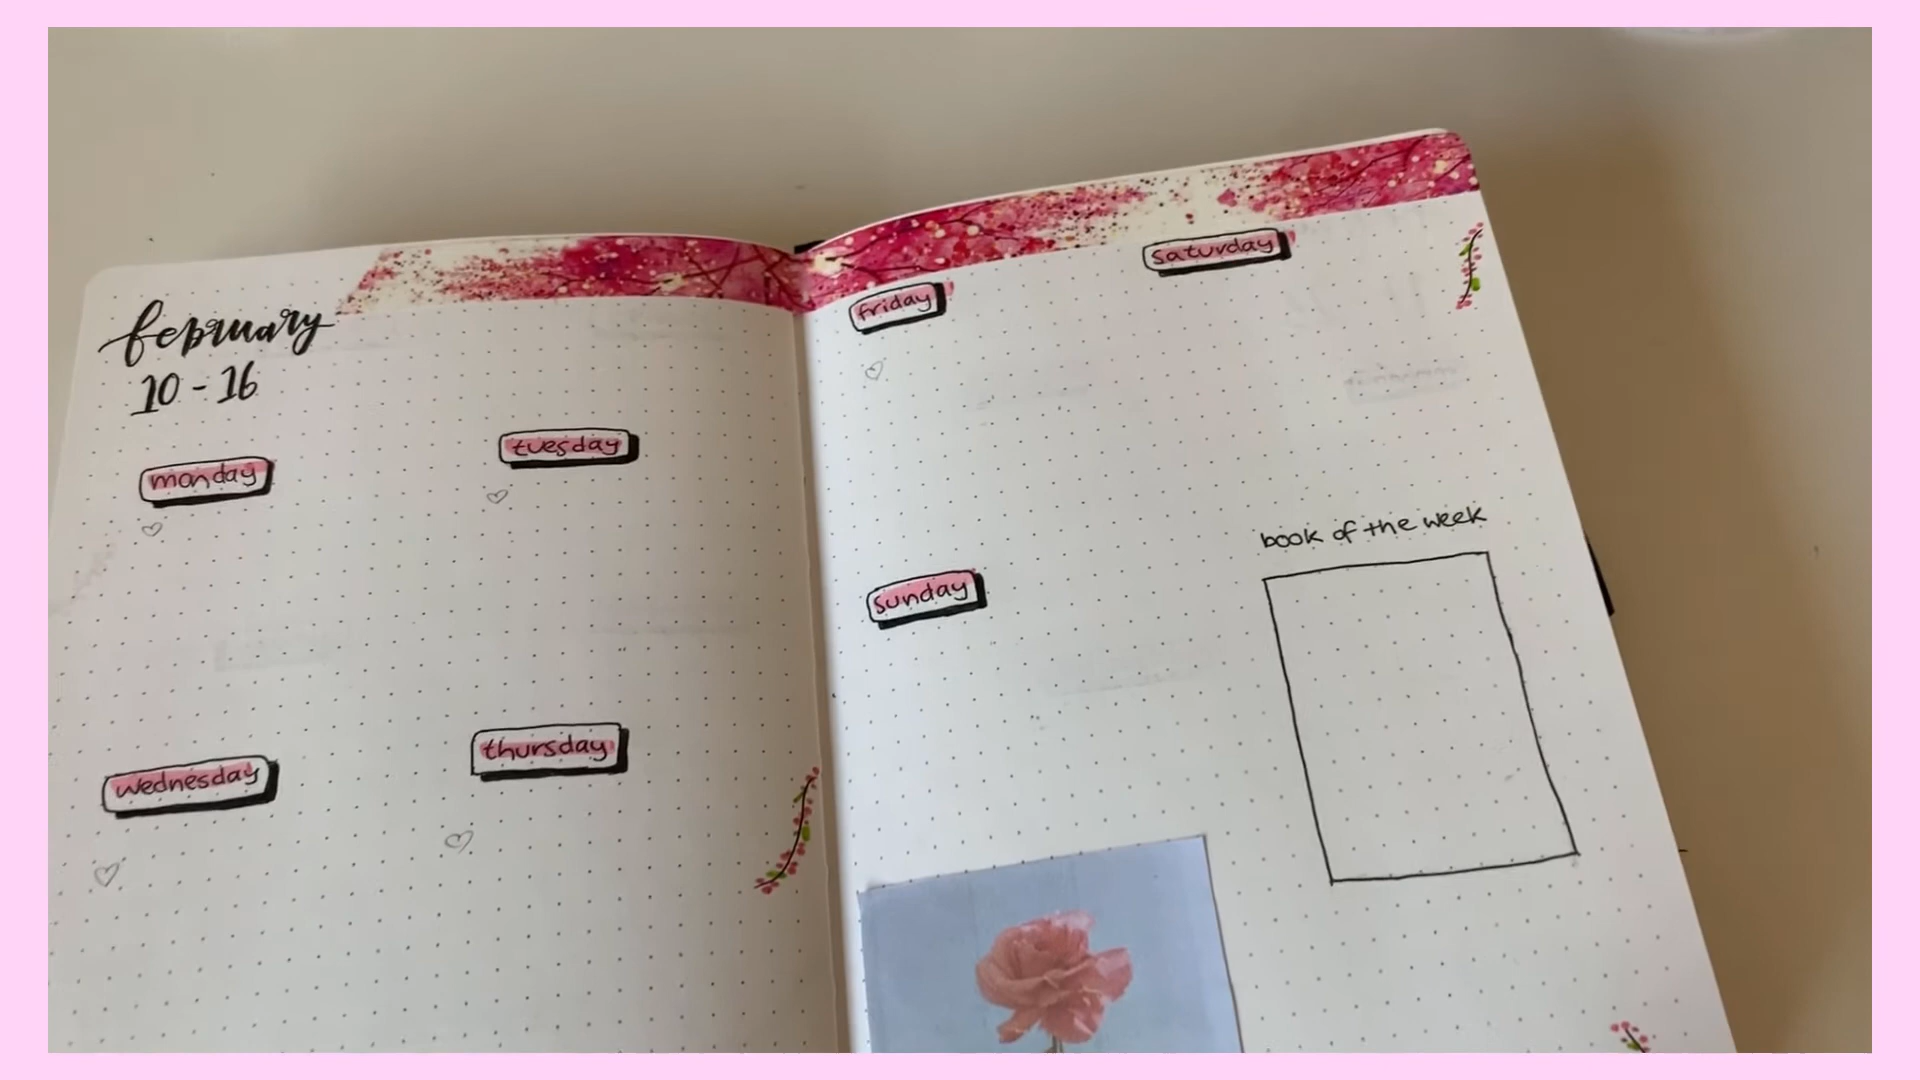 february
10 - 16
monday
tuesday
wednesday
thursday
friday
saturday
sunday
book of the week